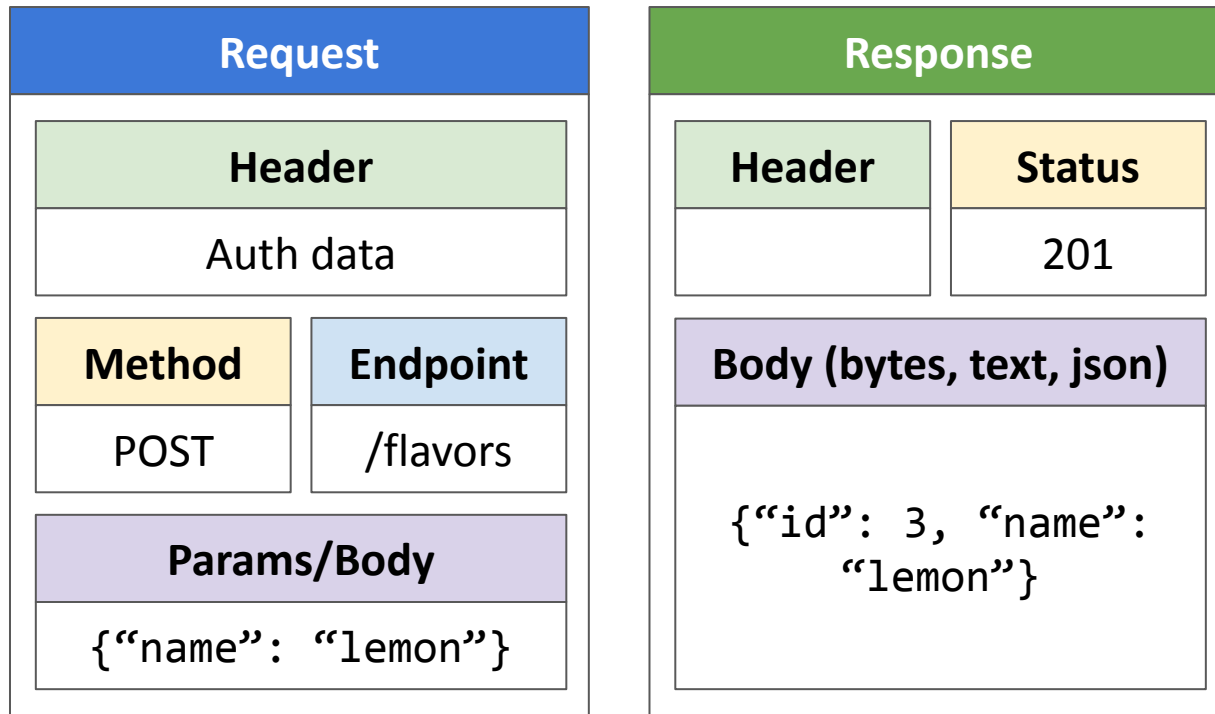 Request
Header
Auth data
Method
Endpoint
POST
/flavors
Params/Body
{“name”: “lemon”}
Response
Header
Status
201
Body (bytes, text, json)
{“id”: 3, “name”:
“lemon”}